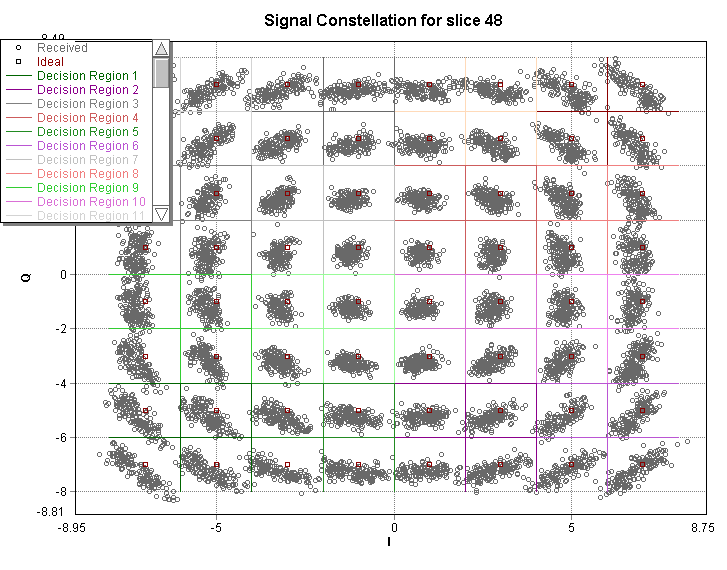 Signal Constellation for slice 48
Received
Ideal
Decision Region 1
Decision Region 2
Decision Region 3
Decision Region 4
Decision Region 5
Decision Region 6
Decision Region 7
Decision Region 8
Decision Region 9
Decision Region 10
Decision Region 11
Q
0
-2
-4
-6
-8
-8.81
-8.95
-5
0
5
8.75
I